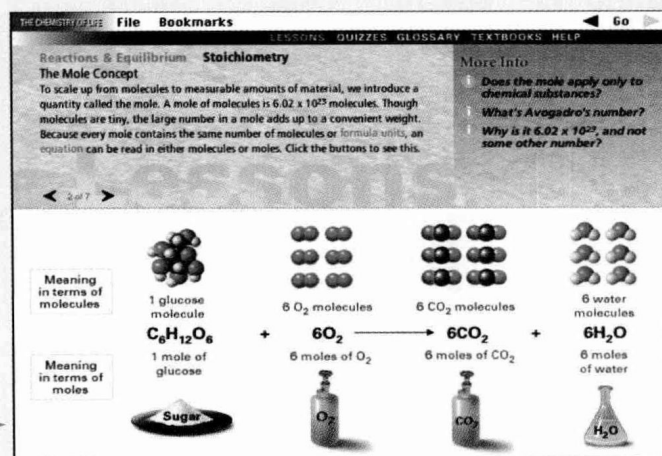 THE CHEMISTRY OF LIFE File Bookmarks Go
LESSONS QUIZZES GLOSSARY TEXTBOOKS HELP
Reactions & Equilibrium Stoichiometry
The Mole Concept
To scale up from molecules to measurable amounts of material, we introduce a
quantity called the mole. A mole of molecules is 6.02 x 10²³ molecules. Though
molecules are tiny, the large number in a mole adds up to a convenient weight.
Because every mole contains the same number of molecules or formula units, an
equation can be read in either molecules or moles. Click the buttons to see this.
2 of 7
More Info
i Does the mole apply only to
chemical substances?
i What's Avogadro's number?
i Why is it 6.02 x 10²³, and not
some other number?
Lessons
Meaning
in terms of
molecules
1 glucose
molecule
6 O₂ molecules
6 CO₂ molecules
6 water
molecules
C₆H₁₂O₆ + 6O₂ → 6CO₂ + 6H₂O
Meaning
in terms of
moles
1 mole of
glucose
6 moles of O₂
6 moles of CO₂
6 moles
of water
Sugar
O₂
CO₂
H₂O